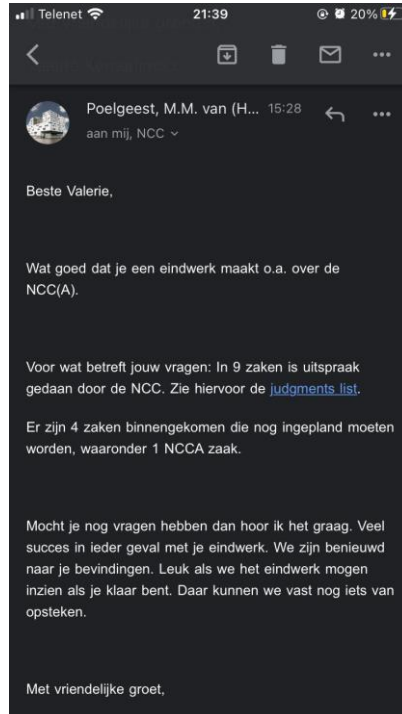 Telenet 21:39 20%
Poelgeest, M.M. van (H... 15:28
aan mij, NCC
Beste Valerie,
Wat goed dat je een eindwerk maakt o.a. over de
NCC(A).
Voor wat betreft jouw vragen: In 9 zaken is uitspraak
gedaan door de NCC. Zie hiervoor de judgments list.
Er zijn 4 zaken binnengekomen die nog ingepland moeten
worden, waaronder 1 NCCA zaak.
Mocht je nog vragen hebben dan hoor ik het graag. Veel
succes in ieder geval met je eindwerk. We zijn benieuwd
naar je bevindingen. Leuk als we het eindwerk mogen
inzien als je klaar bent. Daar kunnen we vast nog iets van
opsteken.
Met vriendelijke groet,